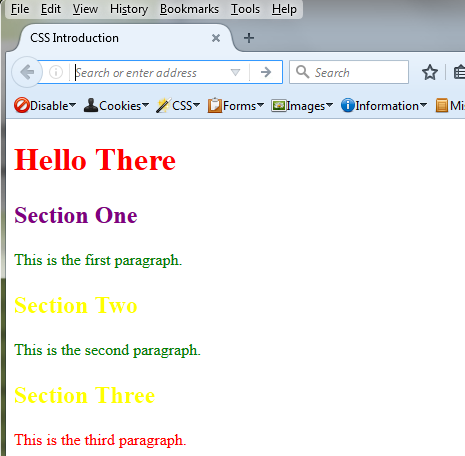 File Edit View History Bookmarks Tools Help
CSS Introduction
Search or enter address Search
Disable Cookies CSS Forms Images Information
Hello There
Section One
This is the first paragraph.
Section Two
This is the second paragraph.
Section Three
This is the third paragraph.